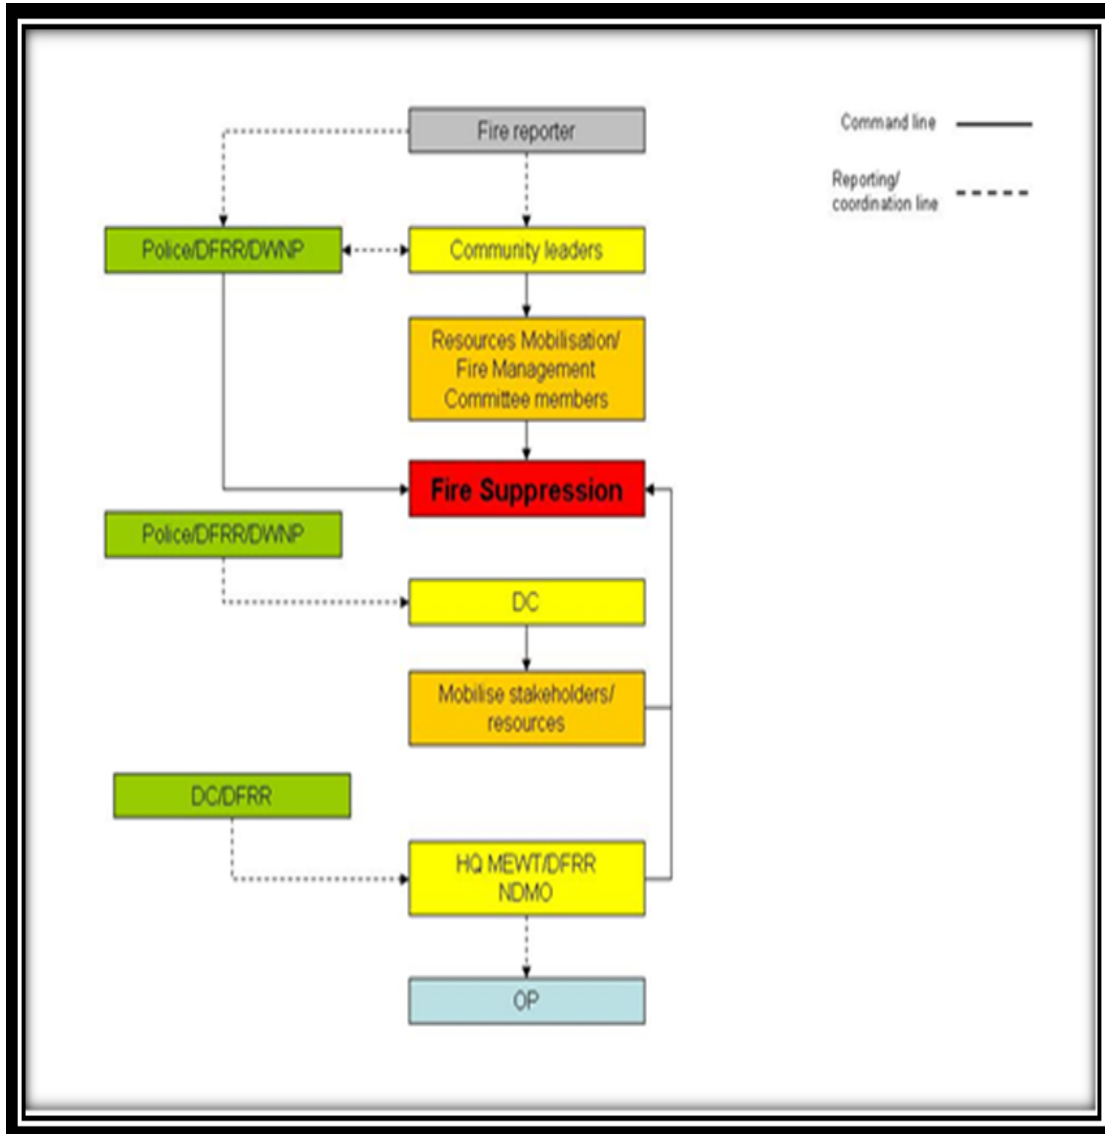 Fire reporter
Command line
Reporting/
coordination line
Police/DFRR/DWNP
Community leaders
Resources Mobilisation/
Fire Management
Committee members
Fire Suppression
Police/DFRR/DWNP
DC
Mobilise stakeholders/
resources
DC/DFRR
HQ MEWT/DFRR
NDMO
OP